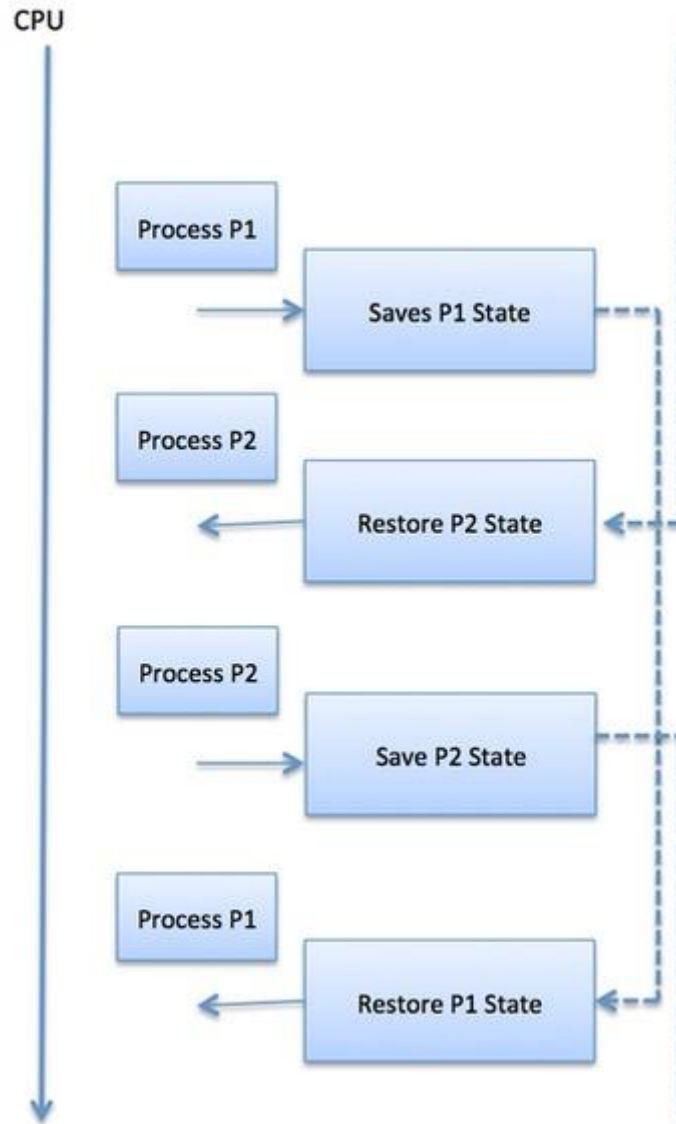 CPU
Process P1
Saves P1 State
Process P2
Restore P2 State
Process P2
Save P2 State
Process P1
Restore P1 State